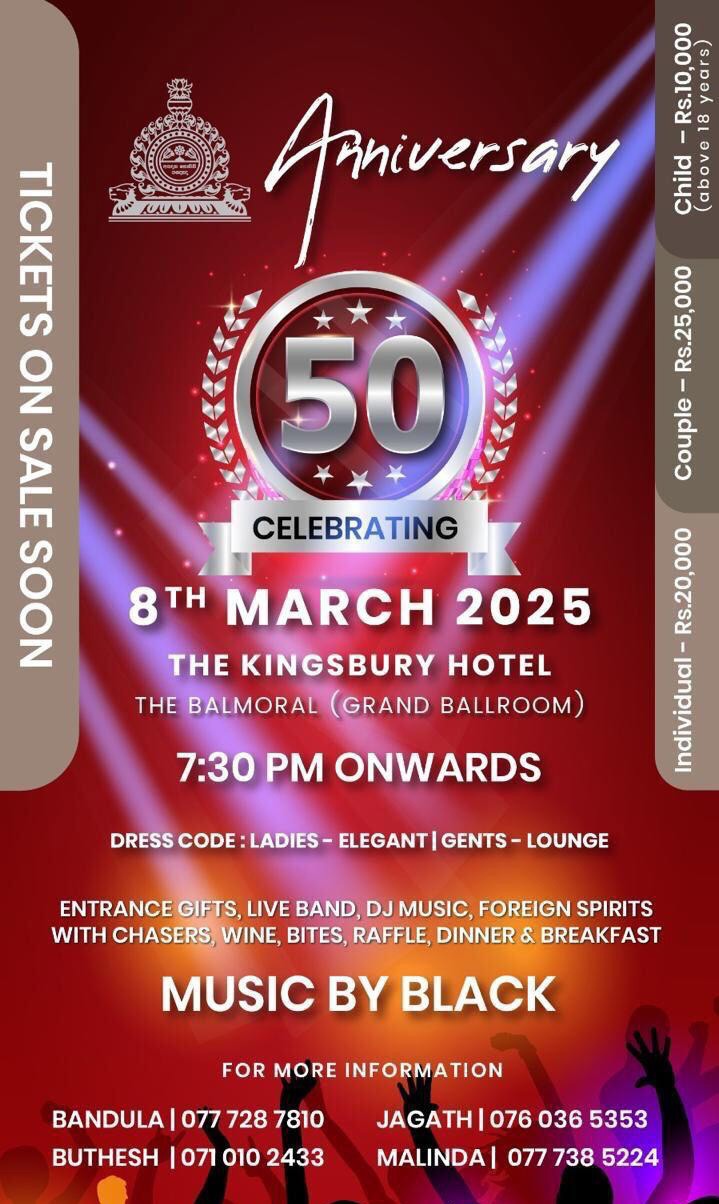 Anniversary
50
CELEBRATING
8TH MARCH 2025
THE KINGSBURY HOTEL
THE BALMORAL (GRAND BALLROOM)
7:30 PM ONWARDS
DRESS CODE : LADIES - ELEGANT | GENTS - LOUNGE
ENTRANCE GIFTS, LIVE BAND, DJ MUSIC, FOREIGN SPIRITS
WITH CHASERS, WINE, BITES, RAFFLE, DINNER & BREAKFAST
MUSIC BY BLACK
FOR MORE INFORMATION
BANDULA | 077 728 7810 JAGATH | 076 036 5353
BUTHESH | 071 010 2433 MALINDA | 077 738 5224
TICKETS ON SALE SOON
Individual - Rs.20,000
Couple – Rs.25,000
Child – Rs.10,000
(above 18 years)